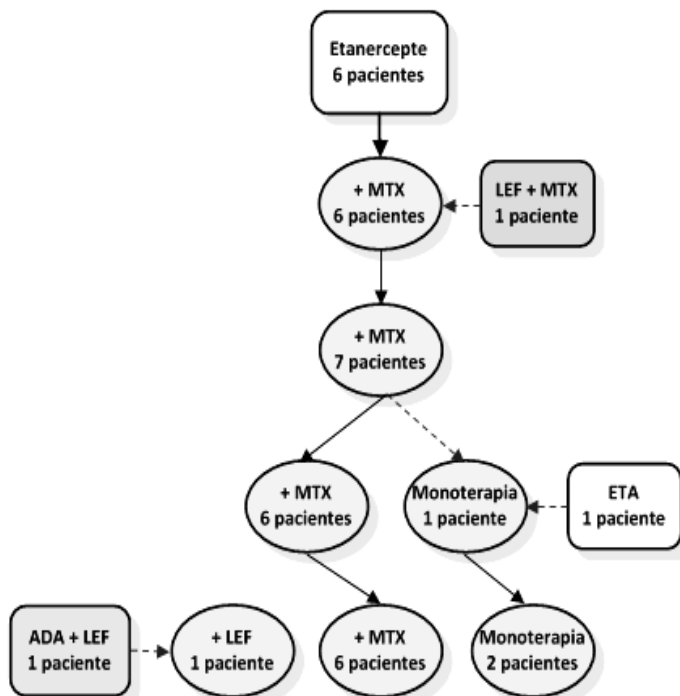 Etanercepte
6 pacientes
+ MTX
6 pacientes
LEF + MTX
1 paciente
+ MTX
7 pacientes
+ MTX
6 pacientes
Monoterapia
1 paciente
ETA
1 paciente
ADA + LEF
1 paciente
+ LEF
1 paciente
+ MTX
6 pacientes
Monoterapia
2 pacientes